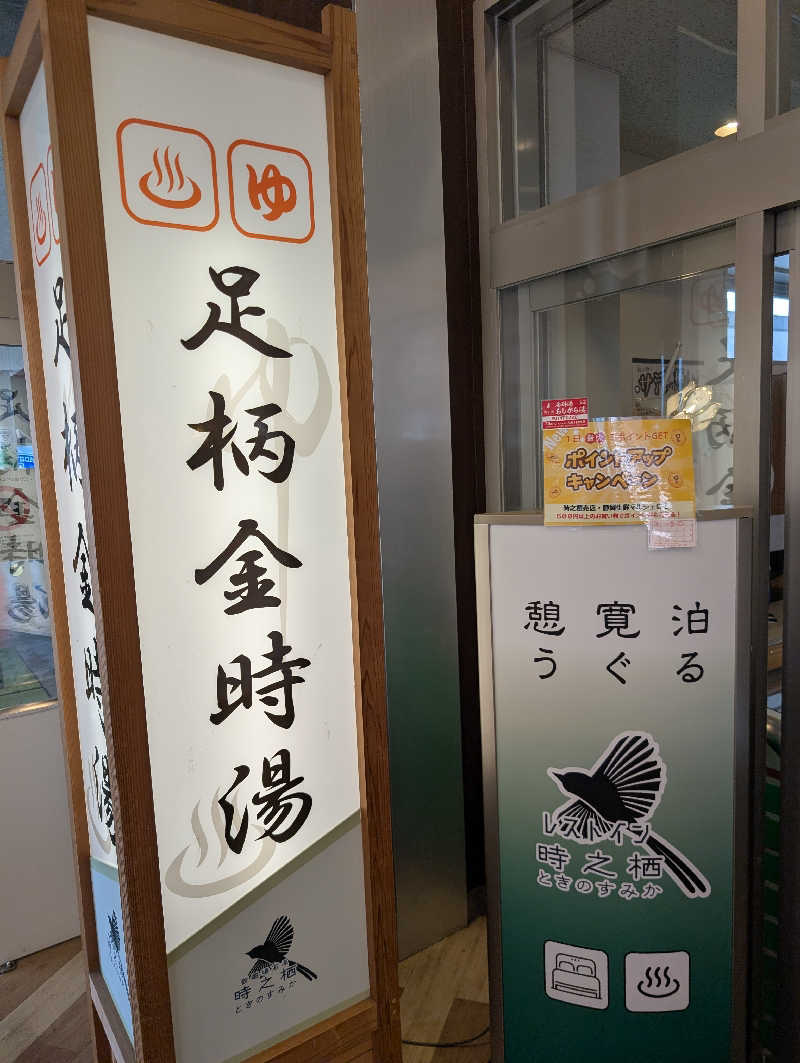 ゆ
足柄金時湯
時之栖
ときのすみか
ポイントアップ
キャンペーン
憩 寛 泊
う ぐ る
レストイン
時之栖
ときのすみか